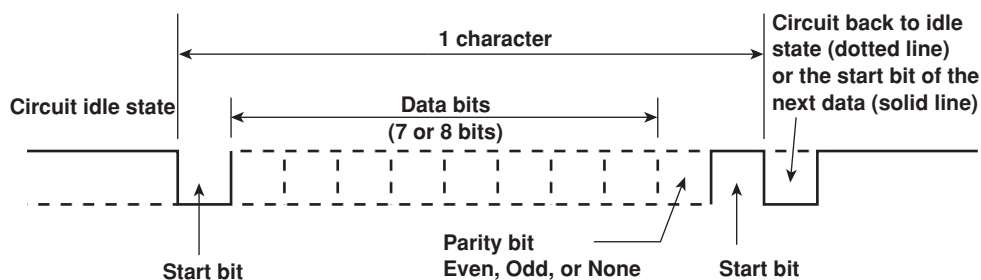 1 character
Circuit back to idle
state (dotted line)
or the start bit of the
next data (solid line)
Circuit idle state
Data bits
(7 or 8 bits)
Start bit
Parity bit
Even, Odd, or None
Start bit